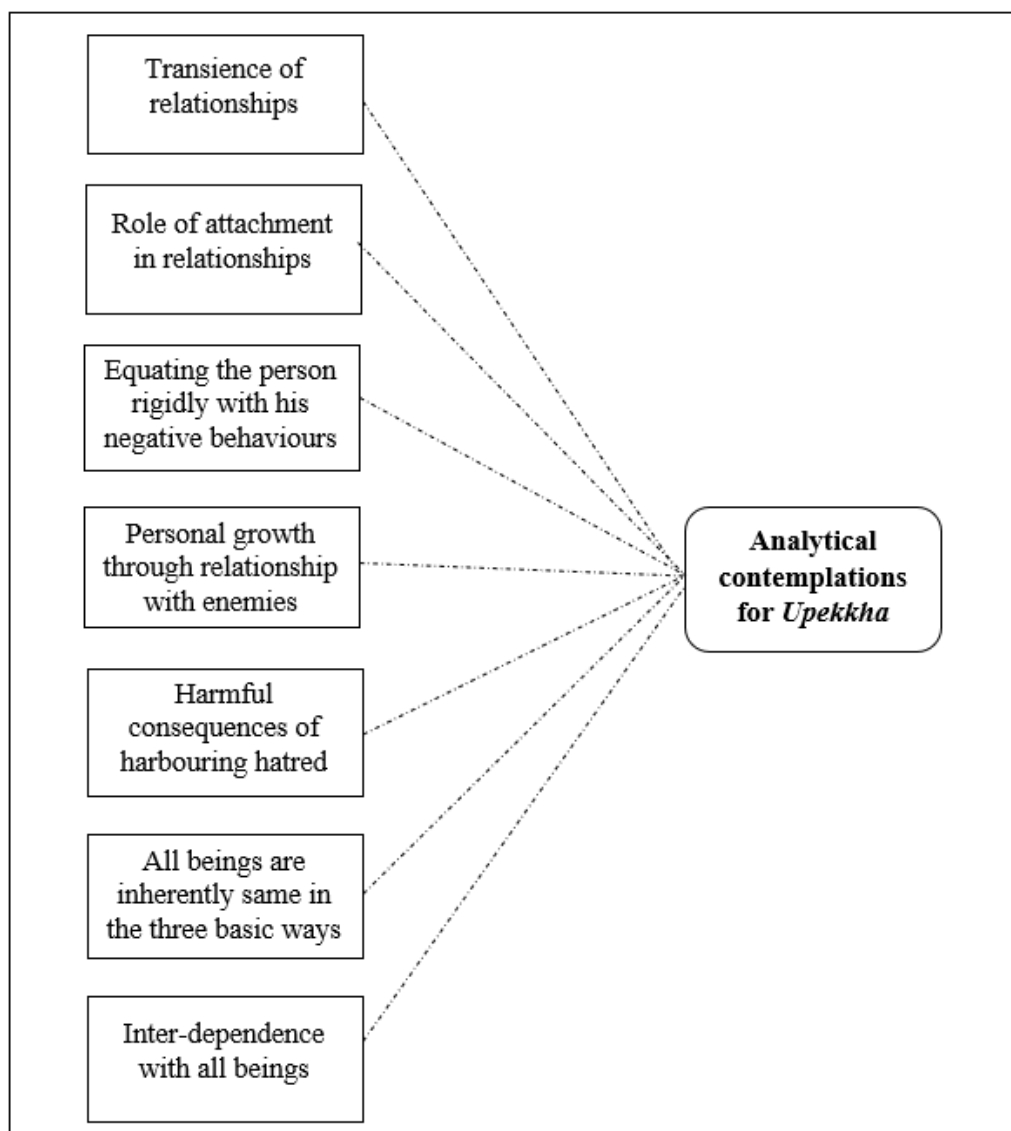 Transience of
relationships
Role of attachment
in relationships
Equating the person
rigidly with his
negative behaviours
Personal growth
through relationship
with enemies
Harmful
consequences of
harbouring hatred
All beings are
inherently same in
the three basic ways
Inter-dependence
with all beings
Analytical
contemplations
for Upekkha